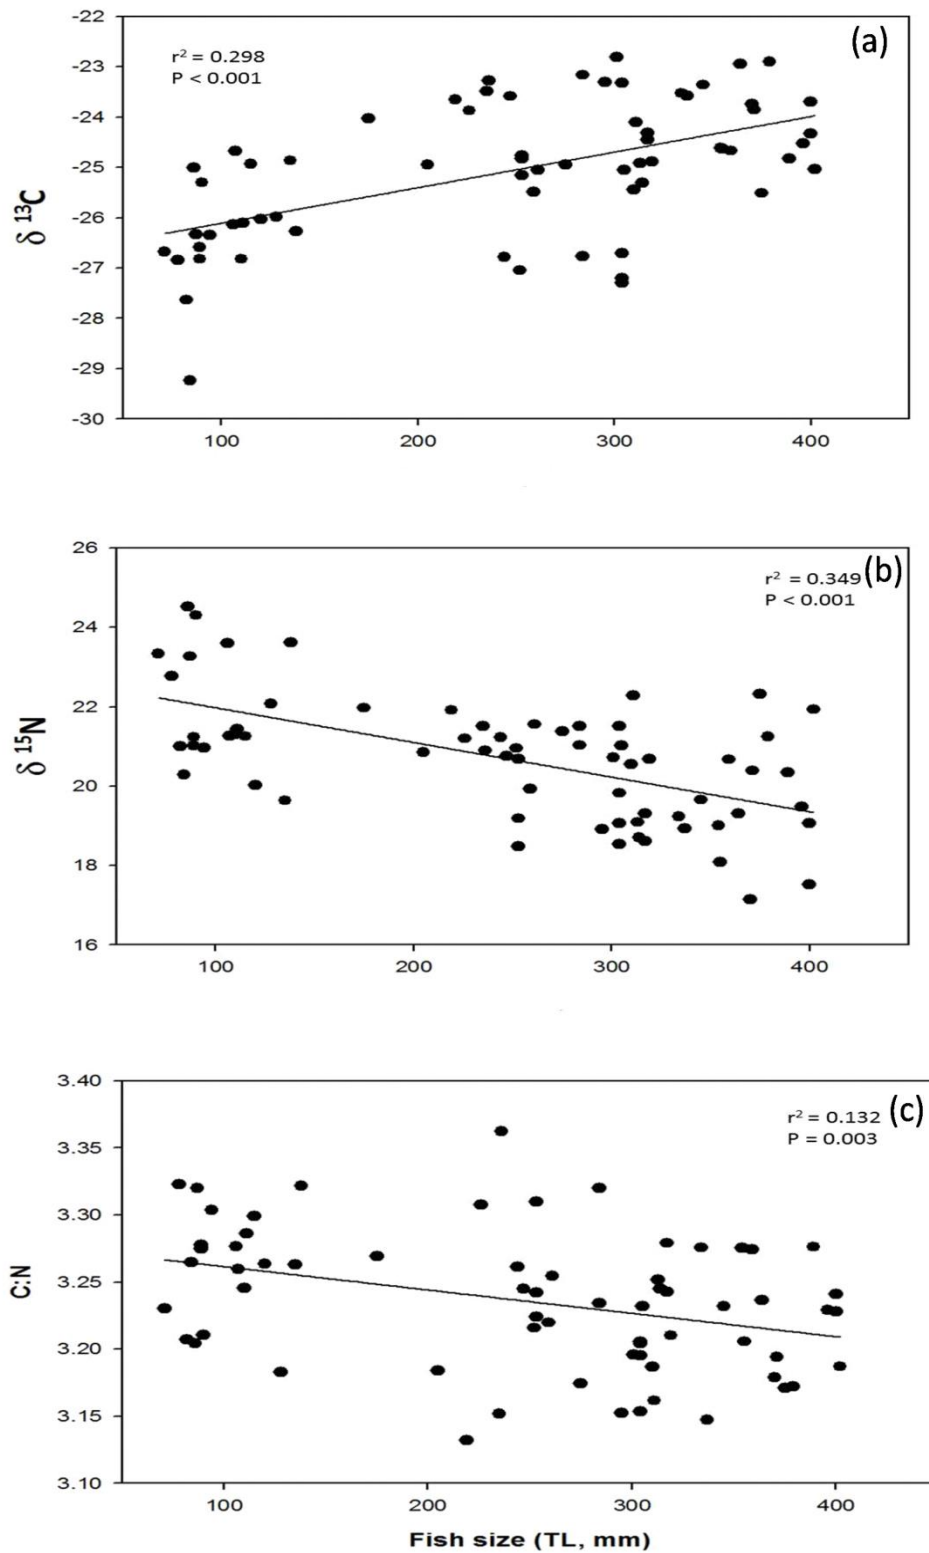 -22
(a)
r² = 0.298
P < 0.001
-23
-24
-25
δ ¹³C
-26
-27
-28
-29
-30
100 200 300 400
26
(b)
r² = 0.349
P < 0.001
24
22
δ ¹⁵N
20
18
16
100 200 300 400
3.40
(c)
r² = 0.132
P = 0.003
3.35
3.30
C:N
3.25
3.20
3.15
3.10
100 200 300 400
Fish size (TL, mm)